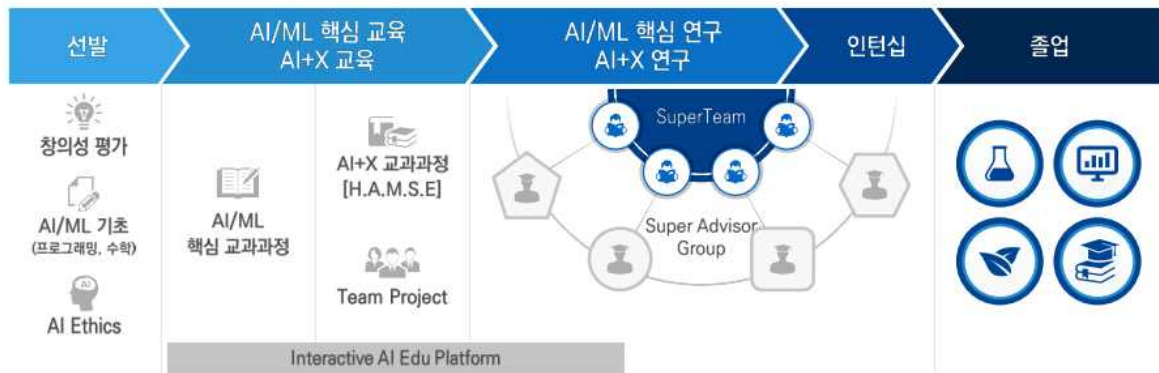 선발
AI/ML 핵심 교육
AI+X 교육
AI/ML 핵심 연구
AI+X 연구
인턴십
졸업
창의성 평가
AI/ML 기초
(프로그래밍, 수학)
AI
AI Ethics
AI/ML
핵심 교과과정
AI+X 교과과정
[H.A.M.S.E]
Team Project
SuperTeam
Super Advisor
Group
Interactive AI Edu Platform